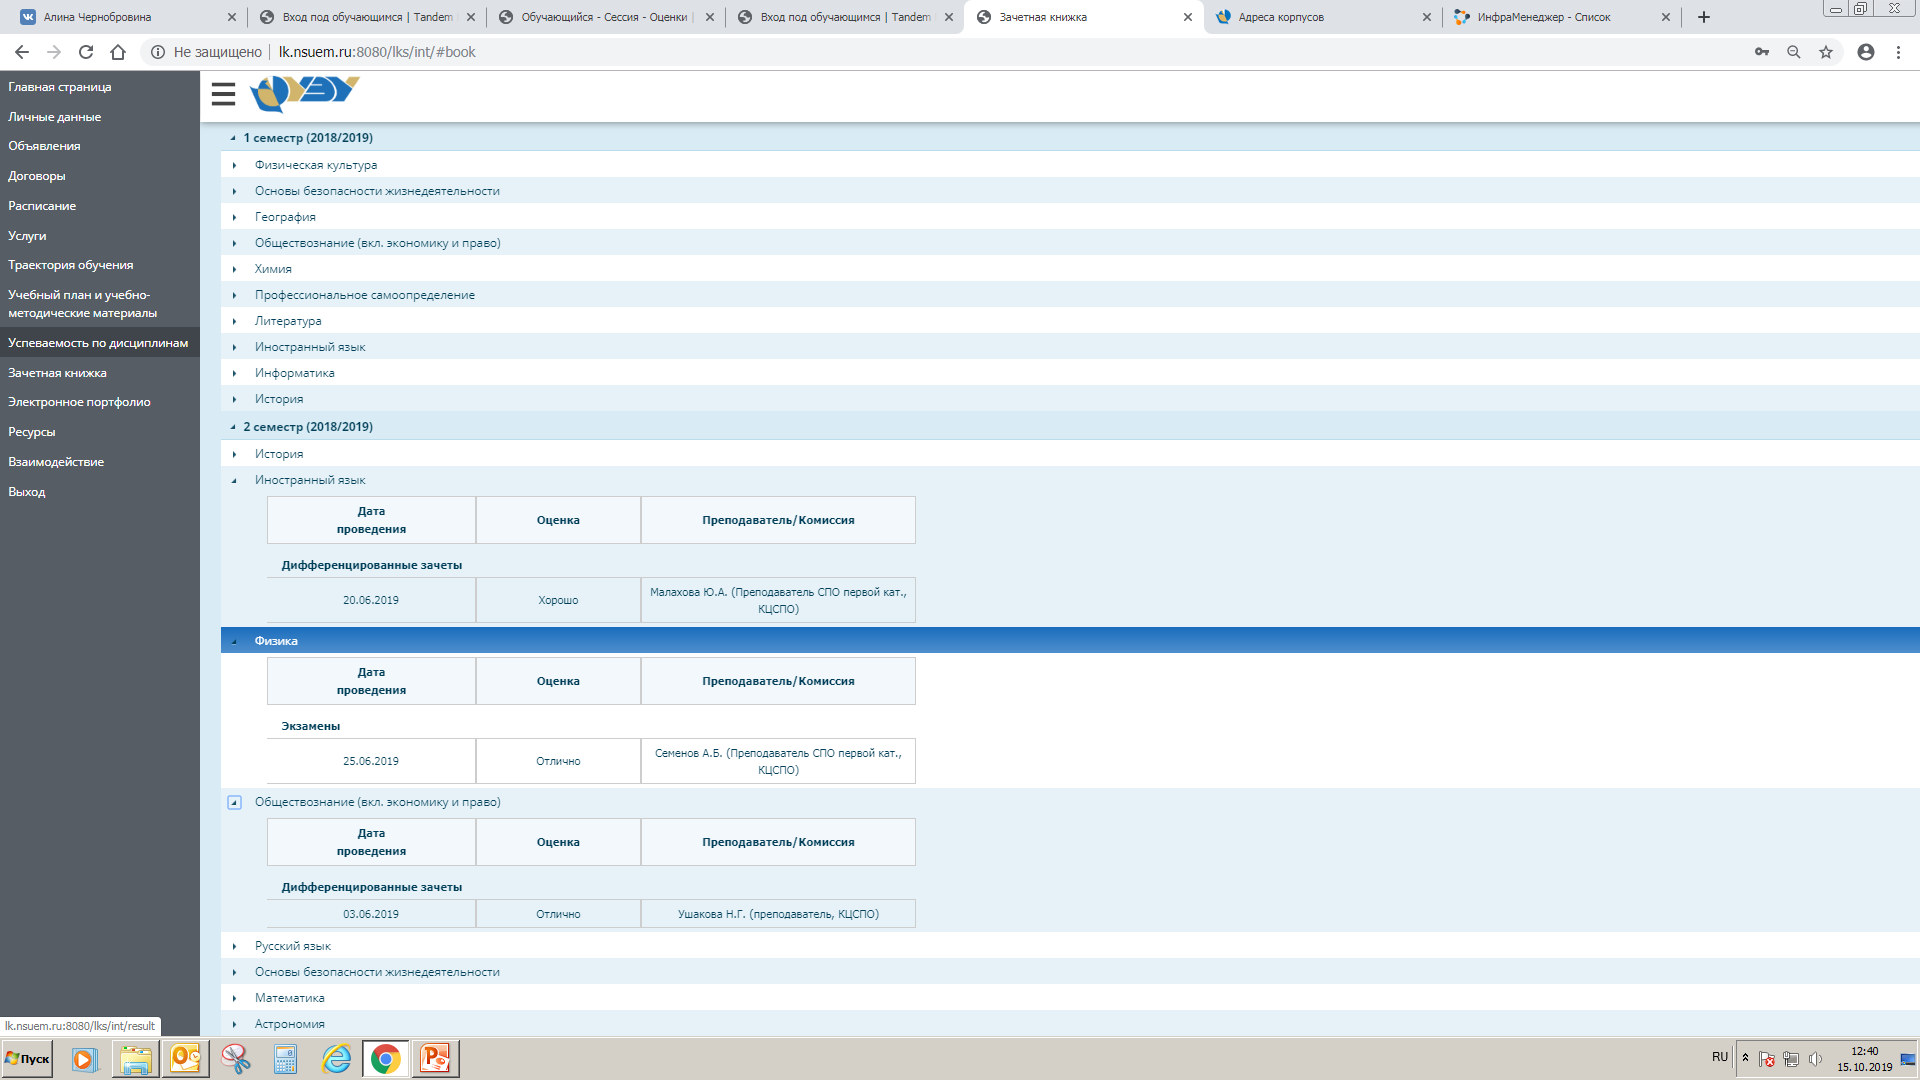 Алина Чернобровина
Вход под обучающимся | Tandem
Обучающийся - Сессия - Оценки |
Вход под обучающимся | Tandem
Зачетная книжка
Адреса корпусов
ИнфраМенеджер - Список
Не защищено | lk.nsuem.ru:8080/lks/int/#book
Главная страница
Личные данные
Объявления
Договоры
Расписание
Услуги
Траектория обучения
Учебный план и учебно-
методические материалы
Успеваемость по дисциплинам
Зачетная книжка
Электронное портфолио
Ресурсы
Взаимодействие
Выход
1 семестр (2018/2019)
Физическая культура
Основы безопасности жизнедеятельности
География
Обществознание (вкл. экономику и право)
Химия
Профессиональное самоопределение
Литература
Иностранный язык
Информатика
История
2 семестр (2018/2019)
История
Иностранный язык
Дата
проведения
Оценка
Преподаватель/Комиссия
Дифференцированные зачеты
20.06.2019
Хорошо
Малахова Ю.А. (Преподаватель СПО первой кат.,
КЦСПО)
Физика
Дата
проведения
Оценка
Преподаватель/Комиссия
Экзамены
25.06.2019
Отлично
Семенов А.Б. (Преподаватель СПО первой кат.,
КЦСПО)
Обществознание (вкл. экономику и право)
Дата
проведения
Оценка
Преподаватель/Комиссия
Дифференцированные зачеты
03.06.2019
Отлично
Ушакова Н.Г. (преподаватель, КЦСПО)
Русский язык
Основы безопасности жизнедеятельности
Математика
Астрономия
lk.nsuem.ru:8080/lks/int/result
Пуск
RU
12:40
15.10.2019